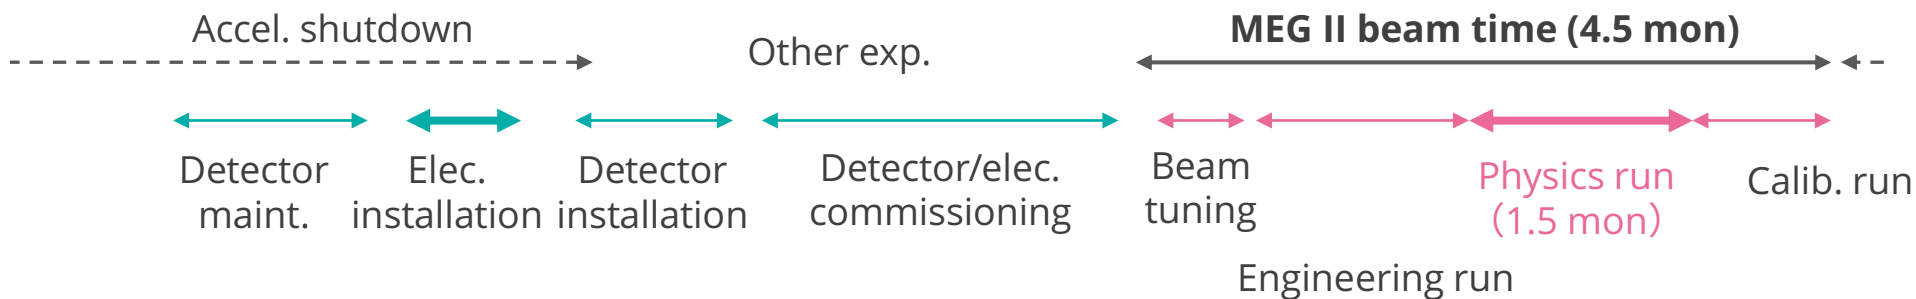 Accel. shutdown
Other exp.
MEG II beam time (4.5 mon)
Detector
maint.
Elec.
installation
Detector
installation
Detector/elec.
commissioning
Beam
tuning
Engineering run
Physics run
（1.5 mon）
Calib. run